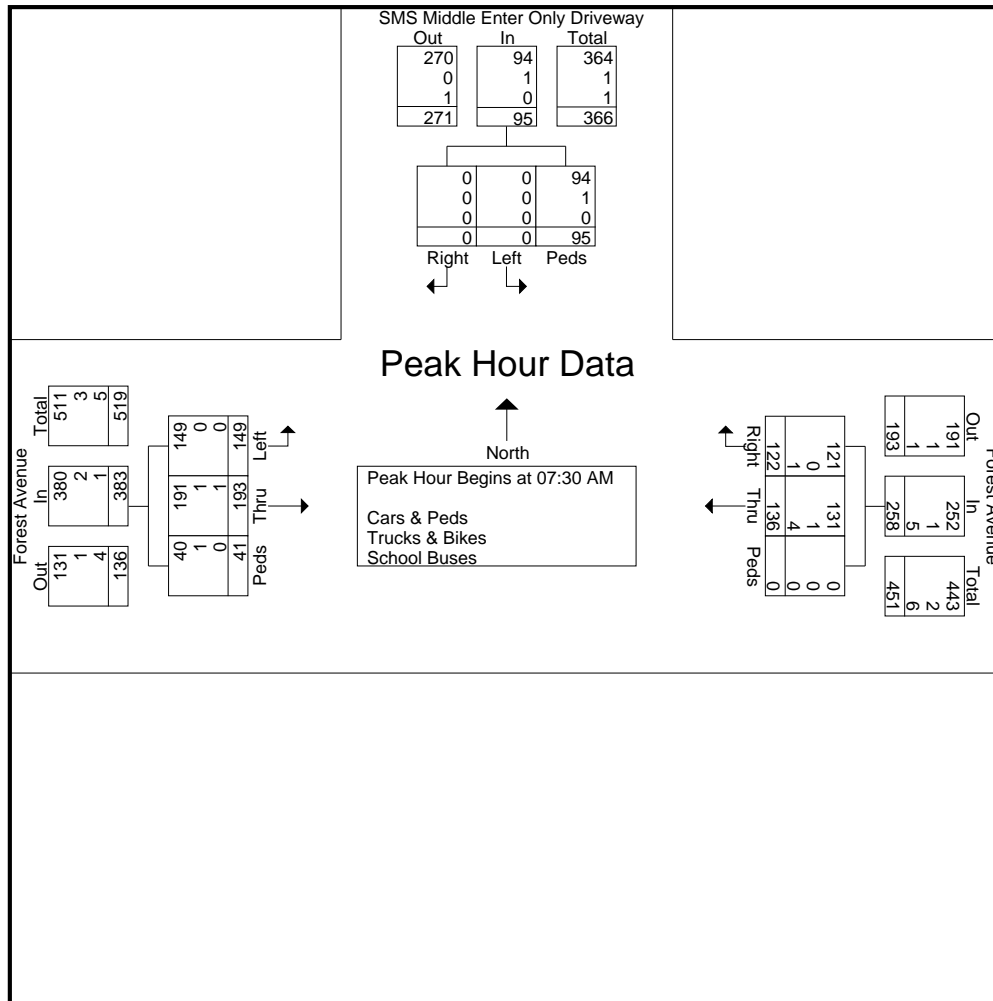 SMS Middle Enter Only Driveway
Out In Total
270 94 364
0 1 1
1 0 1
271 95 366
0 0 94
0 0 1
0 0 0
0 0 95
Right Left Peds
Peak Hour Data
North
Peak Hour Begins at 07:30 AM
Cars & Peds
Trucks & Bikes
School Buses
Forest Avenue
Out In Total
131 380 511
1 2 3
4 1 5
136 383 519
40 191 149
1 1 0
0 1 0
41 193 149
Peds Thru Left
Forest Avenue
Out In Total
191 252 443
1 1 2
1 5 6
193 258 451
121 131 0
0 1 0
1 4 0
122 136 0
Right Thru Peds